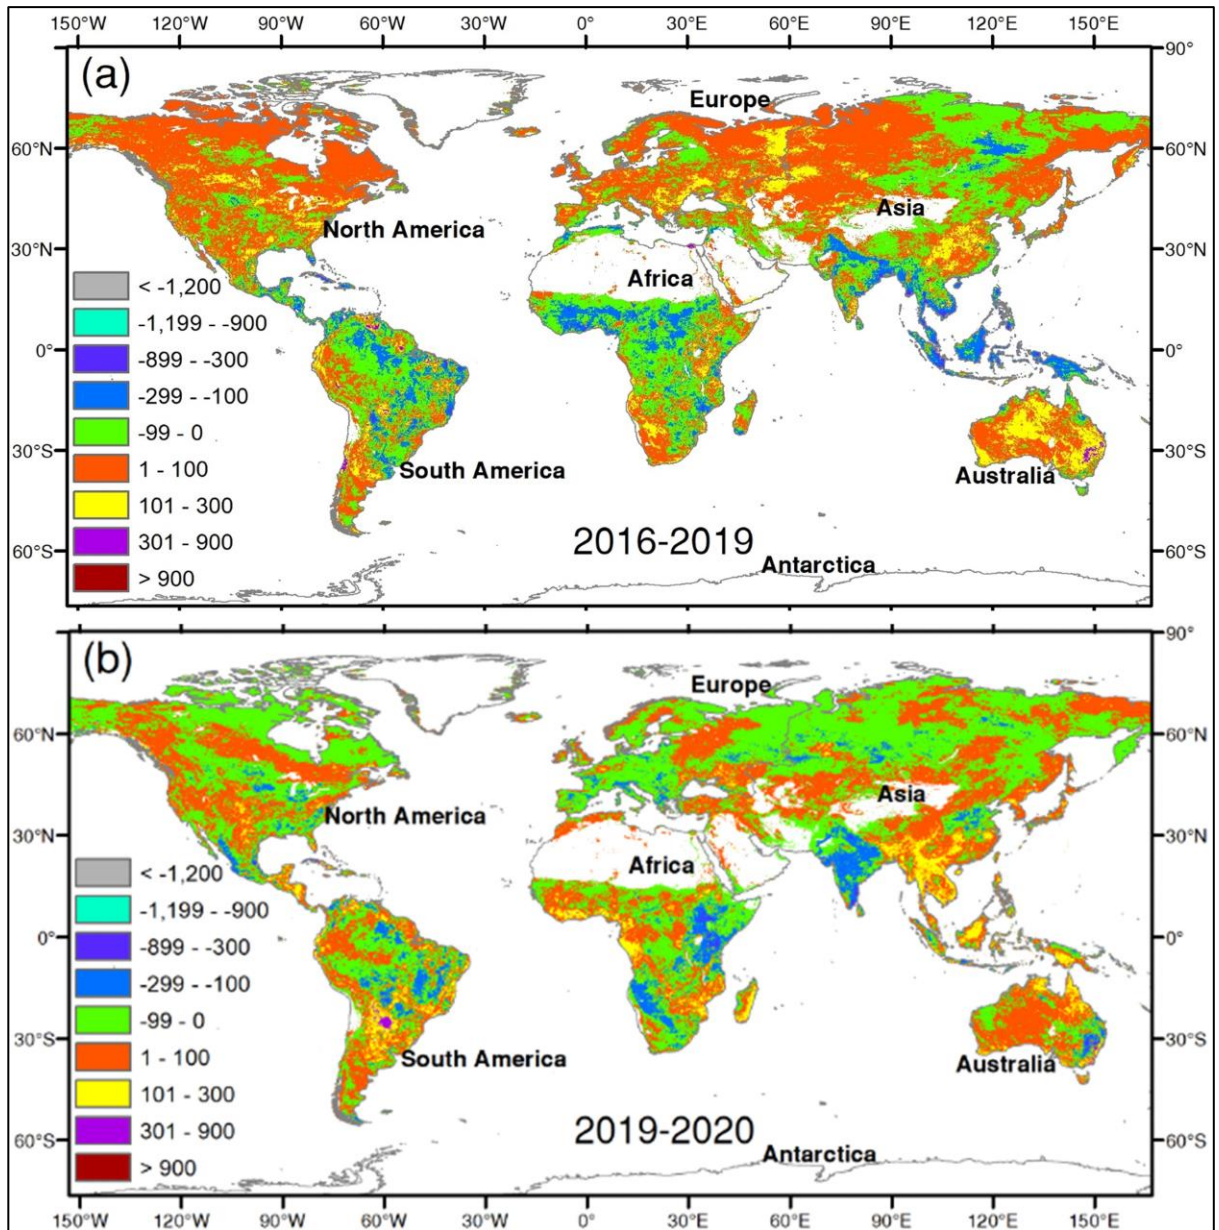 150°W 120°W 90°W 60°W 30°W 0° 30°E 60°E 90°E 120°E 150°E
(a)
90°
Europe
60°N 60°N
Asia
North America
30°N 30°N
Africa
< -1,200
-1,199 - -900
-899 - -300
0° 0°
-299 - -100
-99 - 0
30°S 30°S
1 - 100
South America
Australia
101 - 300
301 - 900
2016-2019
60°S 60°S
Antarctica
> 900
(b)
90°
Europe
60°N 60°N
Asia
North America
30°N 30°N
Africa
< -1,200
-1,199 - -900
-899 - -300
0° 0°
-299 - -100
-99 - 0
30°S 30°S
1 - 100
South America
Australia
101 - 300
301 - 900
2019-2020
60°S 60°S
Antarctica
> 900
150°W 120°W 90°W 60°W 30°W 0° 30°E 60°E 90°E 120°E 150°E